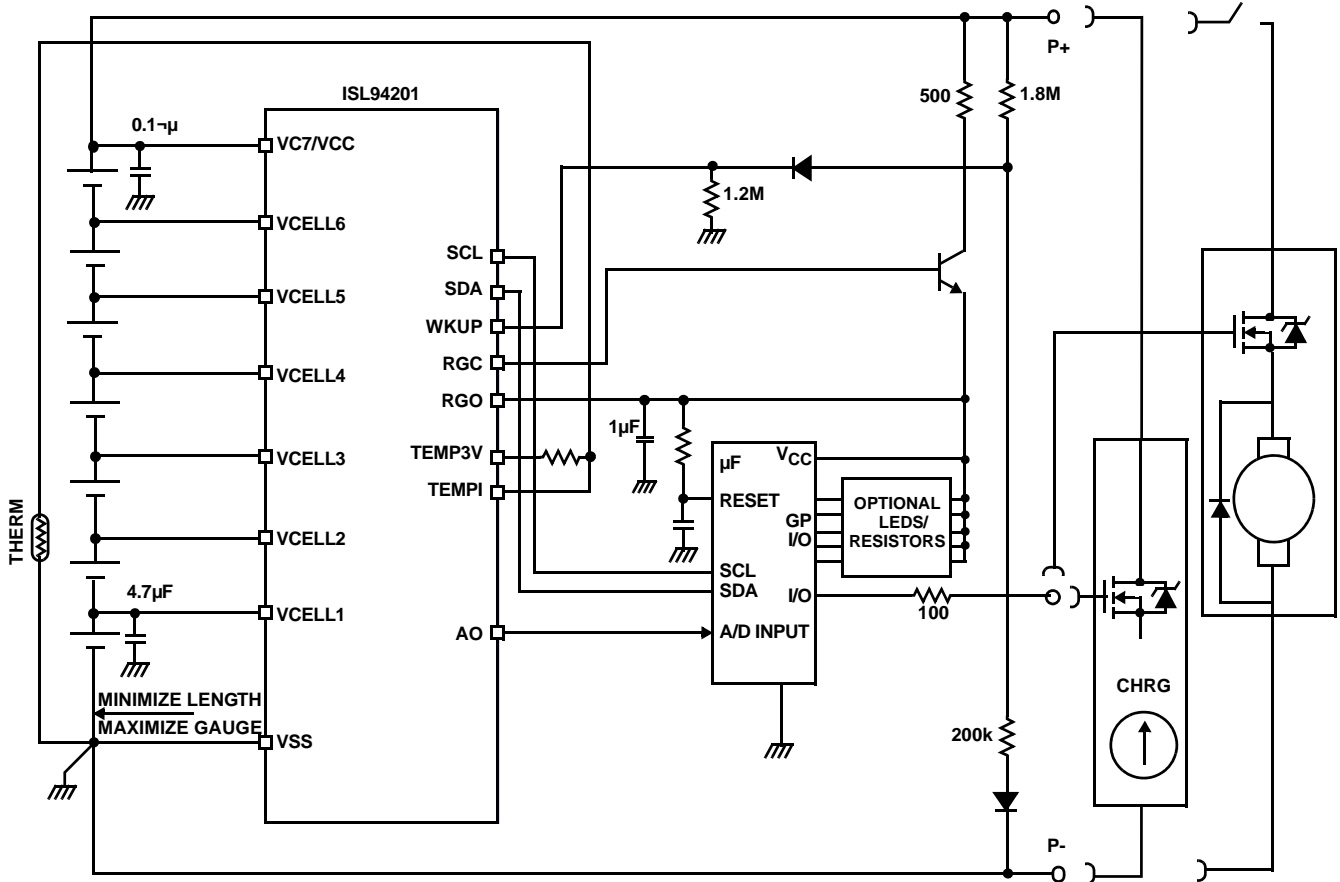 P+
ISL94201
500
1.8M
0.1¬µ
VC7/VCC
1.2M
VCELL6
SCL
SDA
VCELL5
WKUP
RGC
VCELL4
RGO
1µF
TEMP3V
VCELL3
µF
VCC
TEMPI
RESET
OPTIONAL
LEDS/
RESISTORS
GP
I/O
THERM
VCELL2
SCL
SDA
I/O
100
4.7µF
VCELL1
AO
A/D INPUT
CHRG
MINIMIZE LENGTH
MAXIMIZE GAUGE
VSS
200k
P-